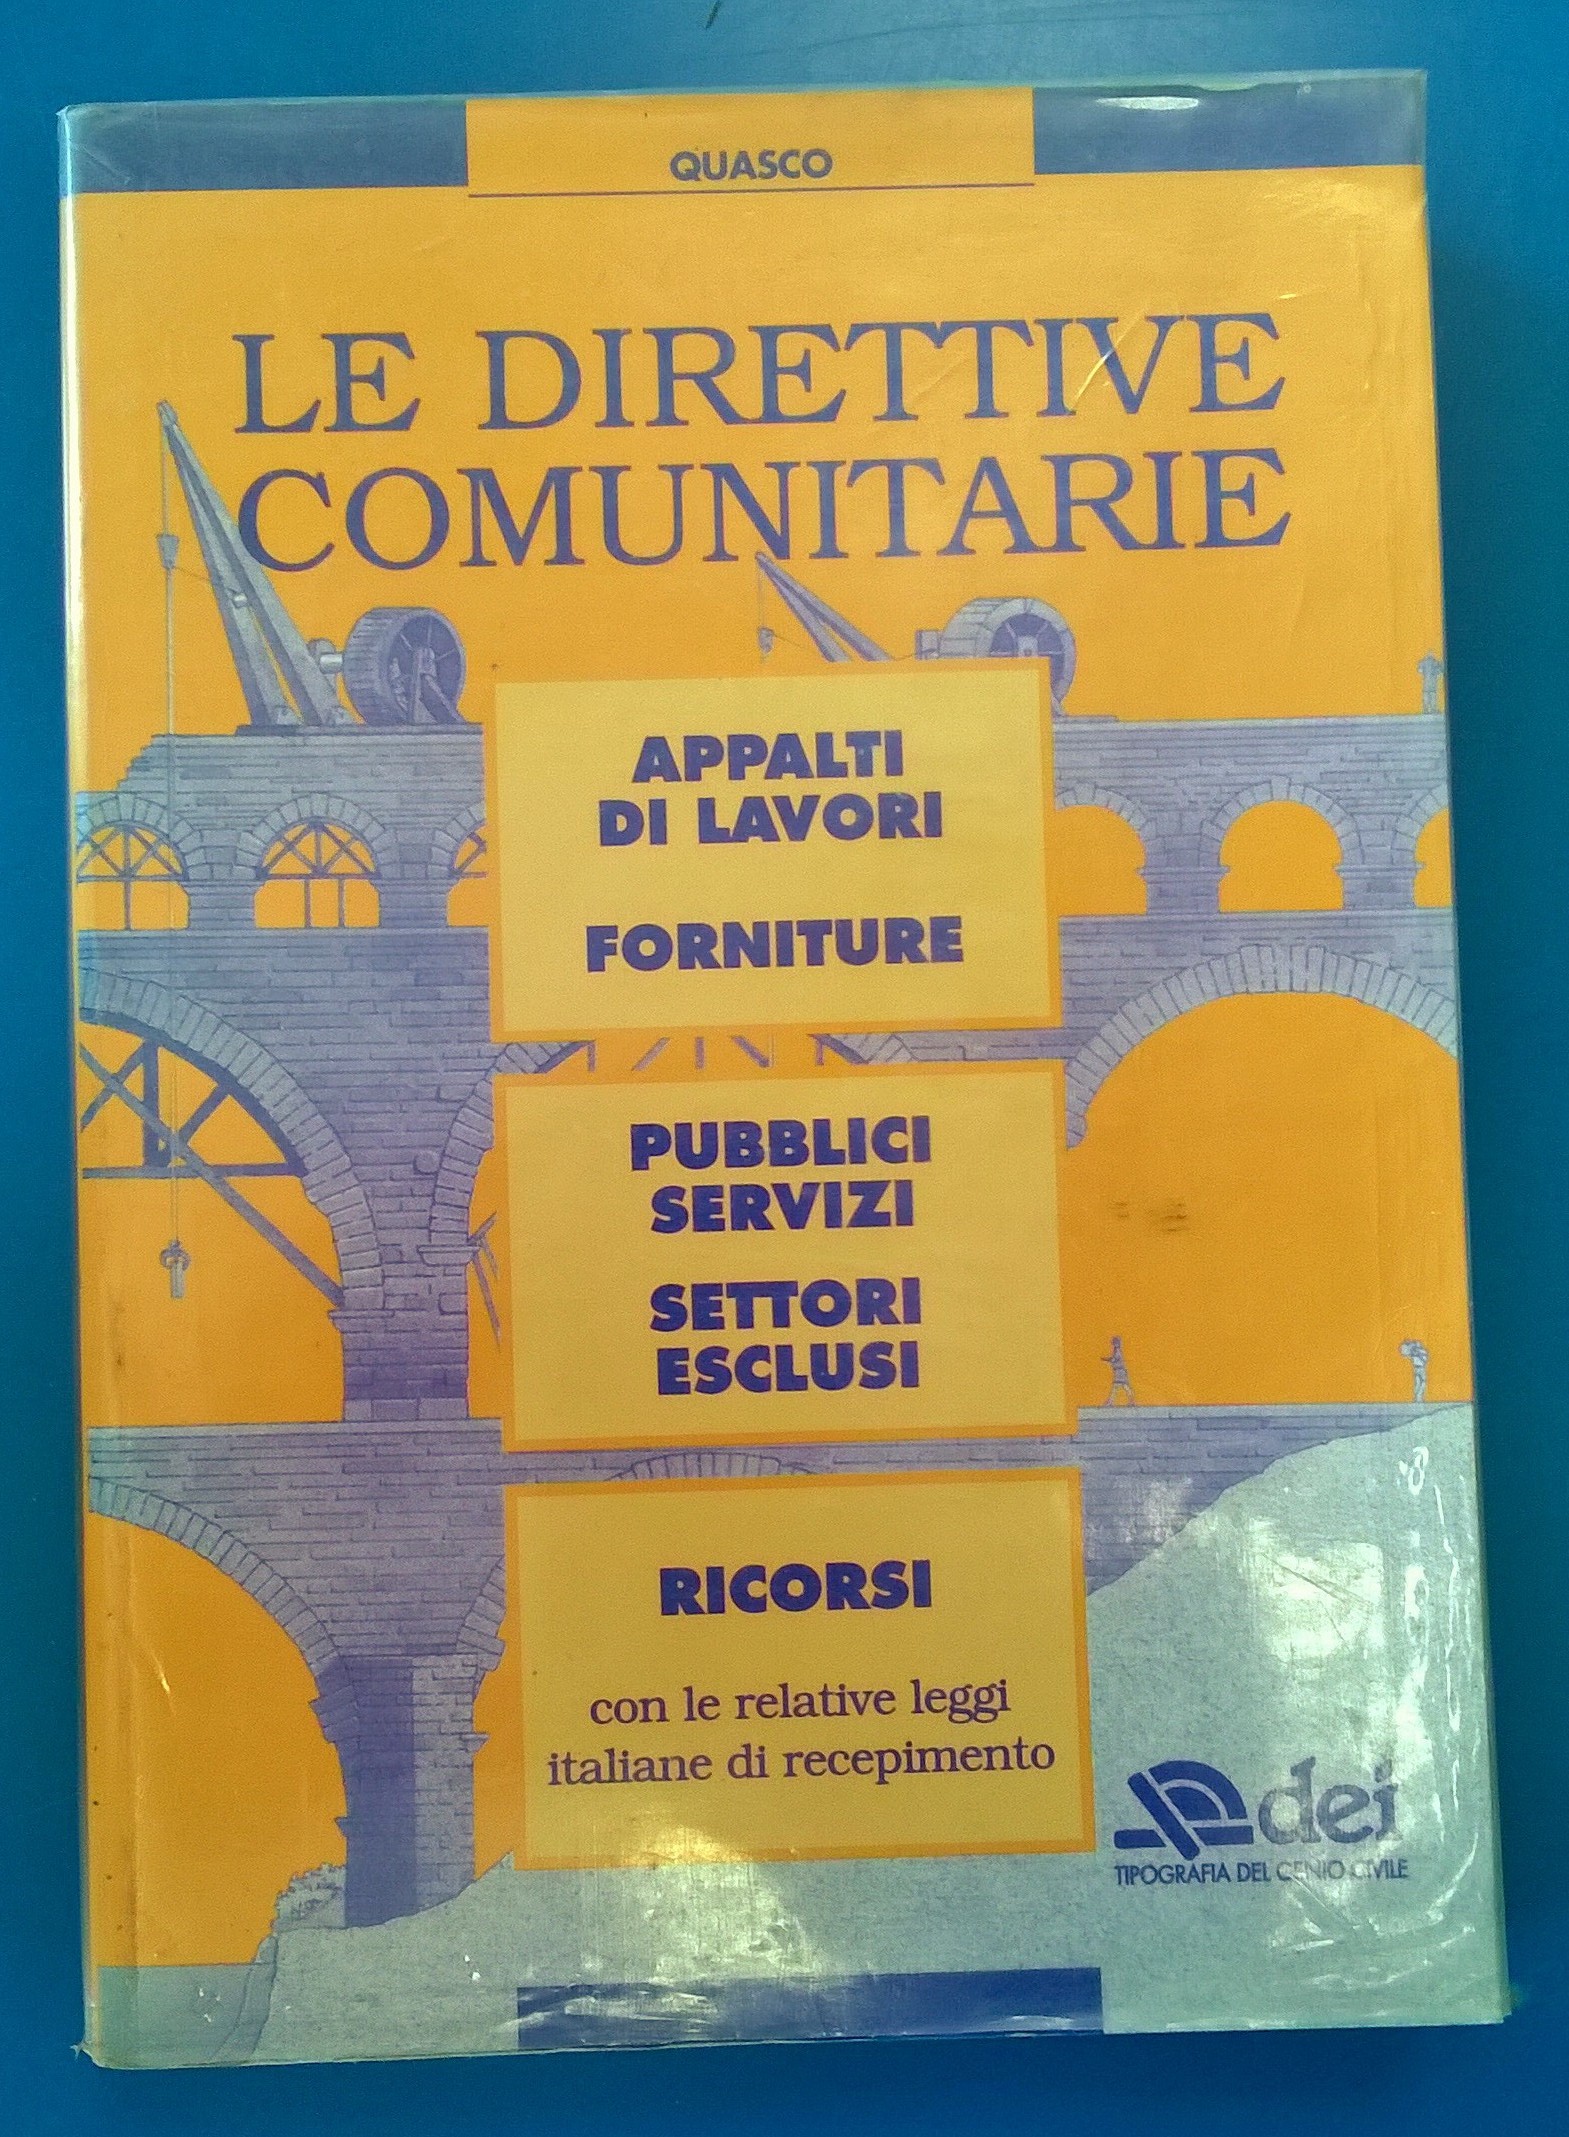 QUASCO
LE DIRETTIVE
COMUNITARIE
APPALTI
DI LAVORI
FORNITURE
PUBBLICI
SERVIZI
SETTORI
ESCLUSI
RICORSI
con le relative leggi
italiane di recepimento
dei
TIPOGRAFIA DEL GENIO CIVILE